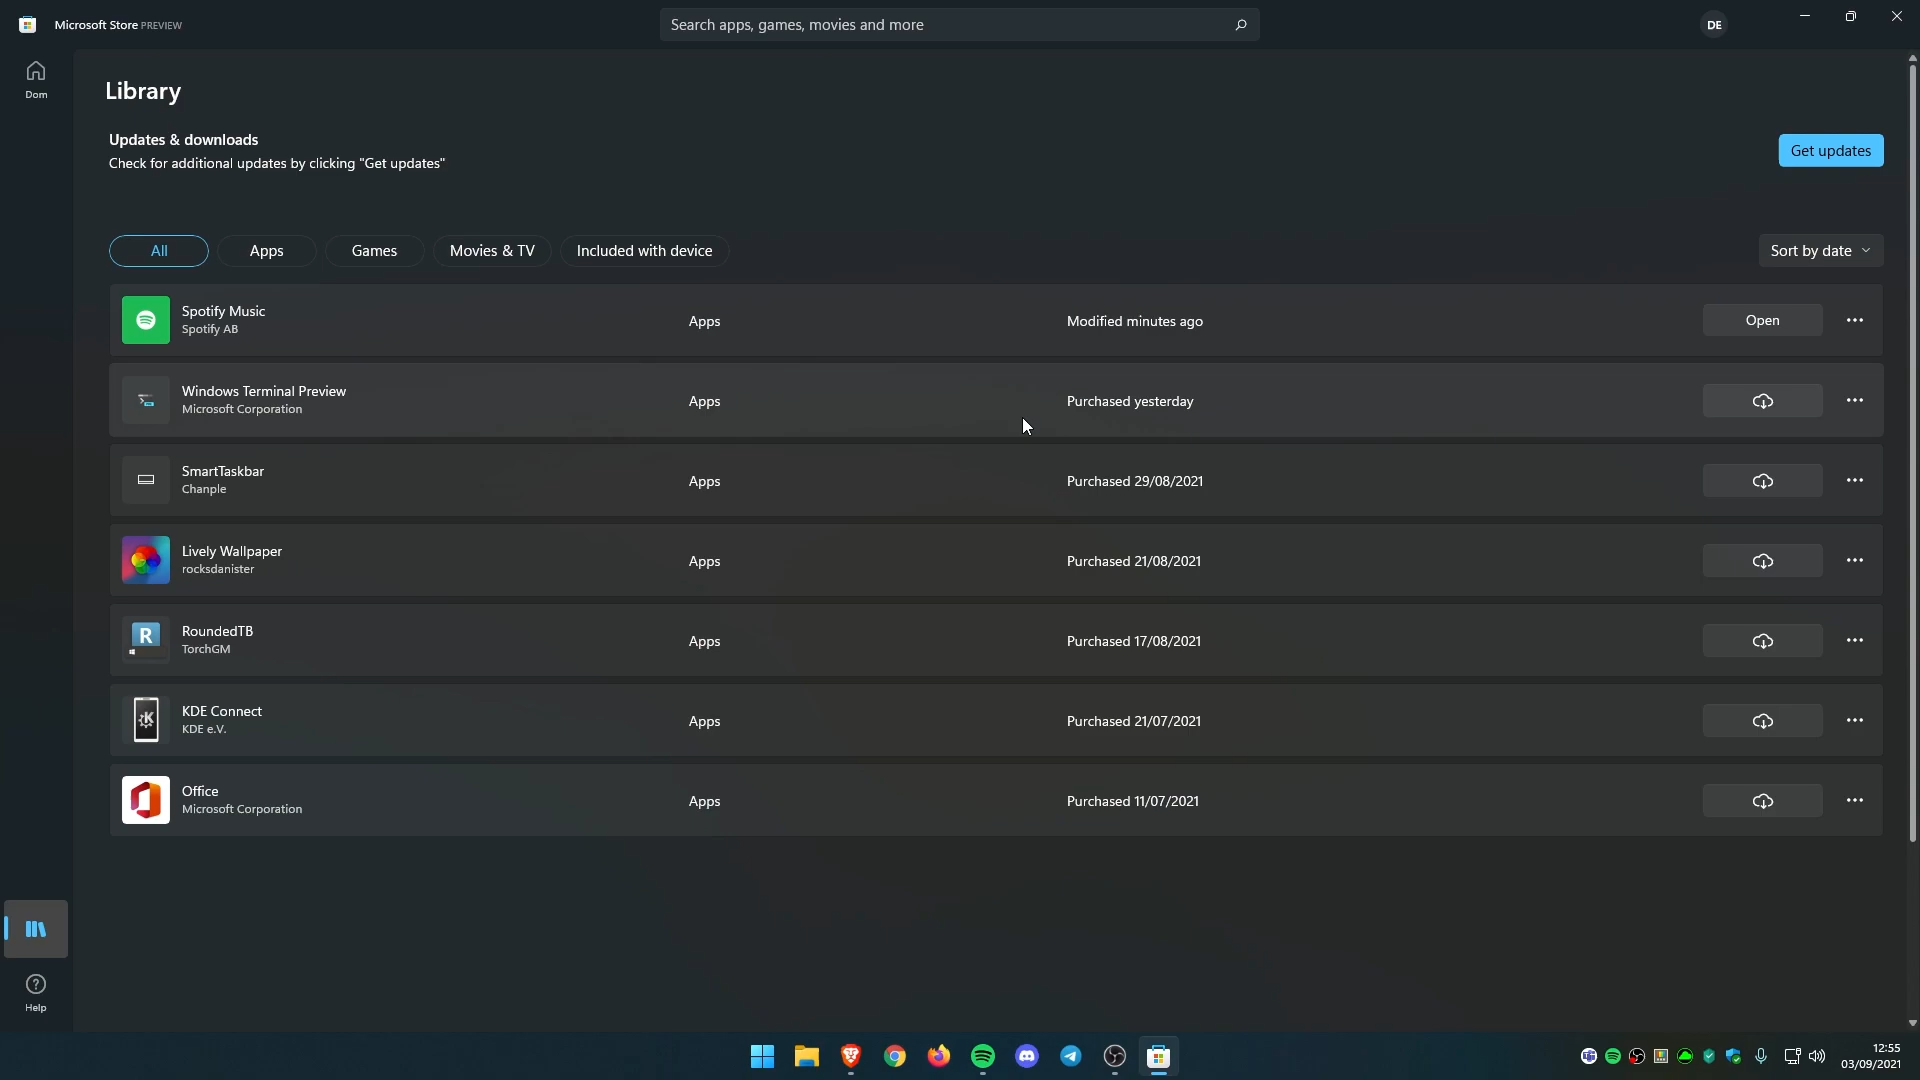 Microsoft Store PREVIEW
Search apps, games, movies and more
DE
Dom
Library
Updates & downloads
Check for additional updates by clicking "Get updates"
Get updates
All
Apps
Games
Movies & TV
Included with device
Sort by date
Spotify Music
Spotify AB
Apps
Modified minutes ago
Open
Windows Terminal Preview
Microsoft Corporation
Apps
Purchased yesterday
SmartTaskbar
Chanple
Apps
Purchased 29/08/2021
Lively Wallpaper
rocksdanister
Apps
Purchased 21/08/2021
R
RoundedTB
TorchGM
Apps
Purchased 17/08/2021
KDE Connect
KDE e.V.
Apps
Purchased 21/07/2021
Office
Microsoft Corporation
Apps
Purchased 11/07/2021
Help
12:55
03/09/2021